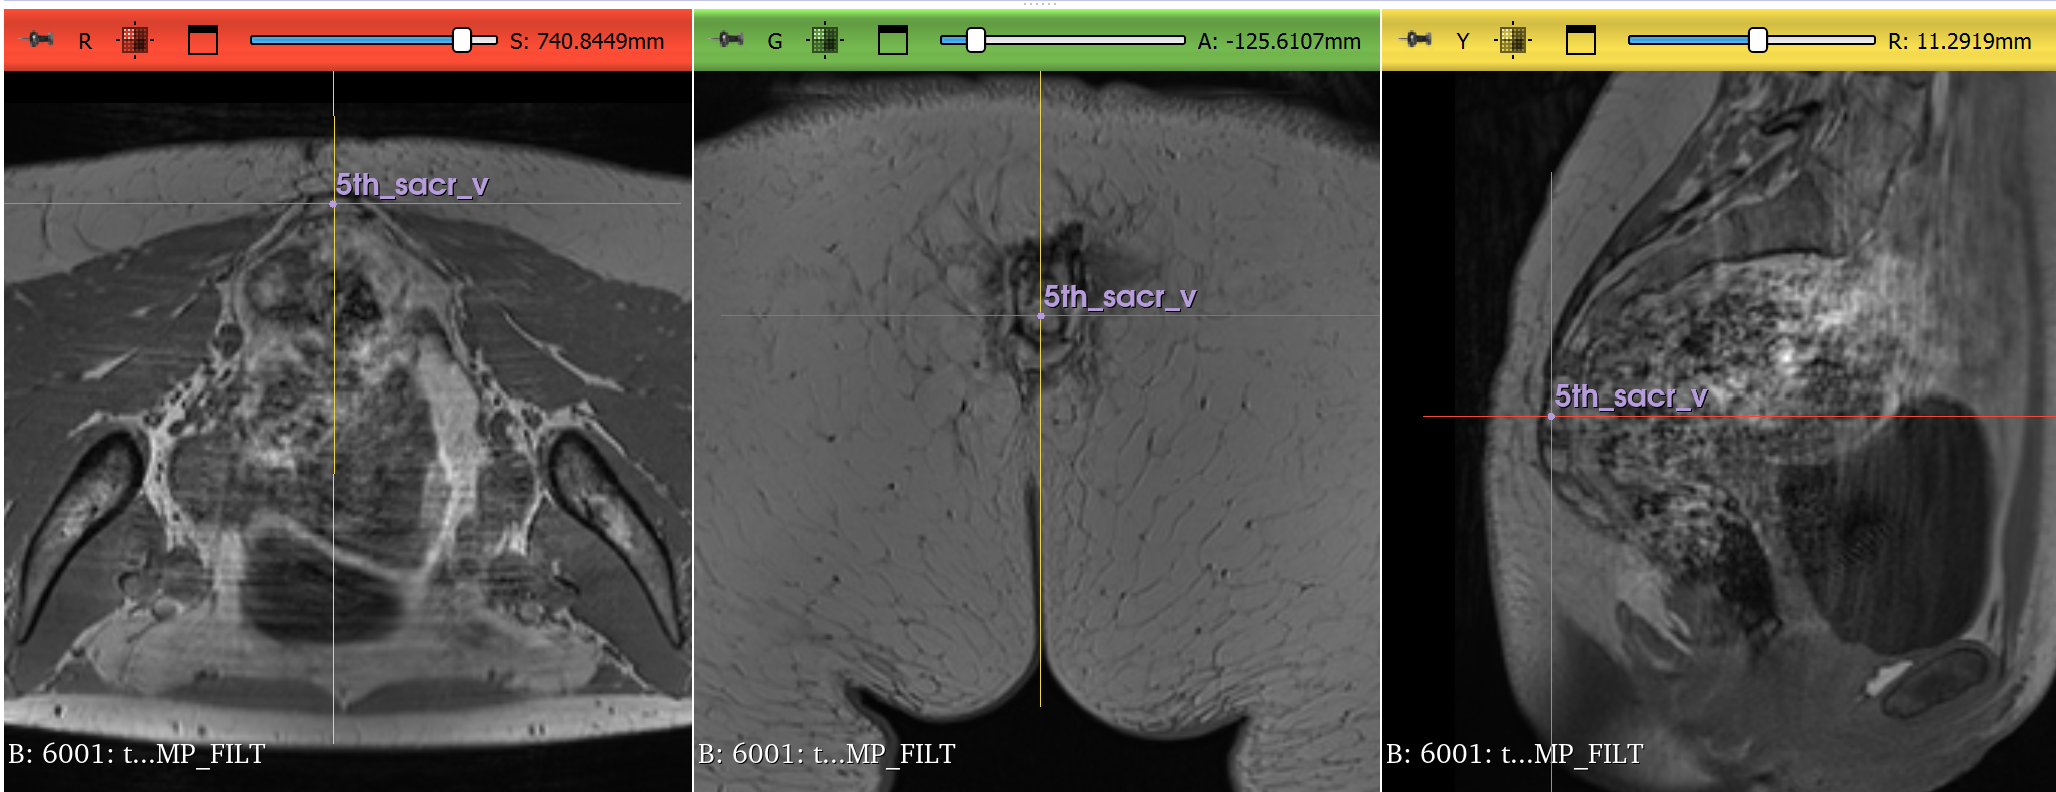 R S: 740.8449mm
G A: -125.6107mm
Y R: 11.2919mm
5th_sacr_v
5th_sacr_v
5th_sacr_v
B: 6001: t...MP_FILT
B: 6001: t...MP_FILT
B: 6001: t...MP_FILT